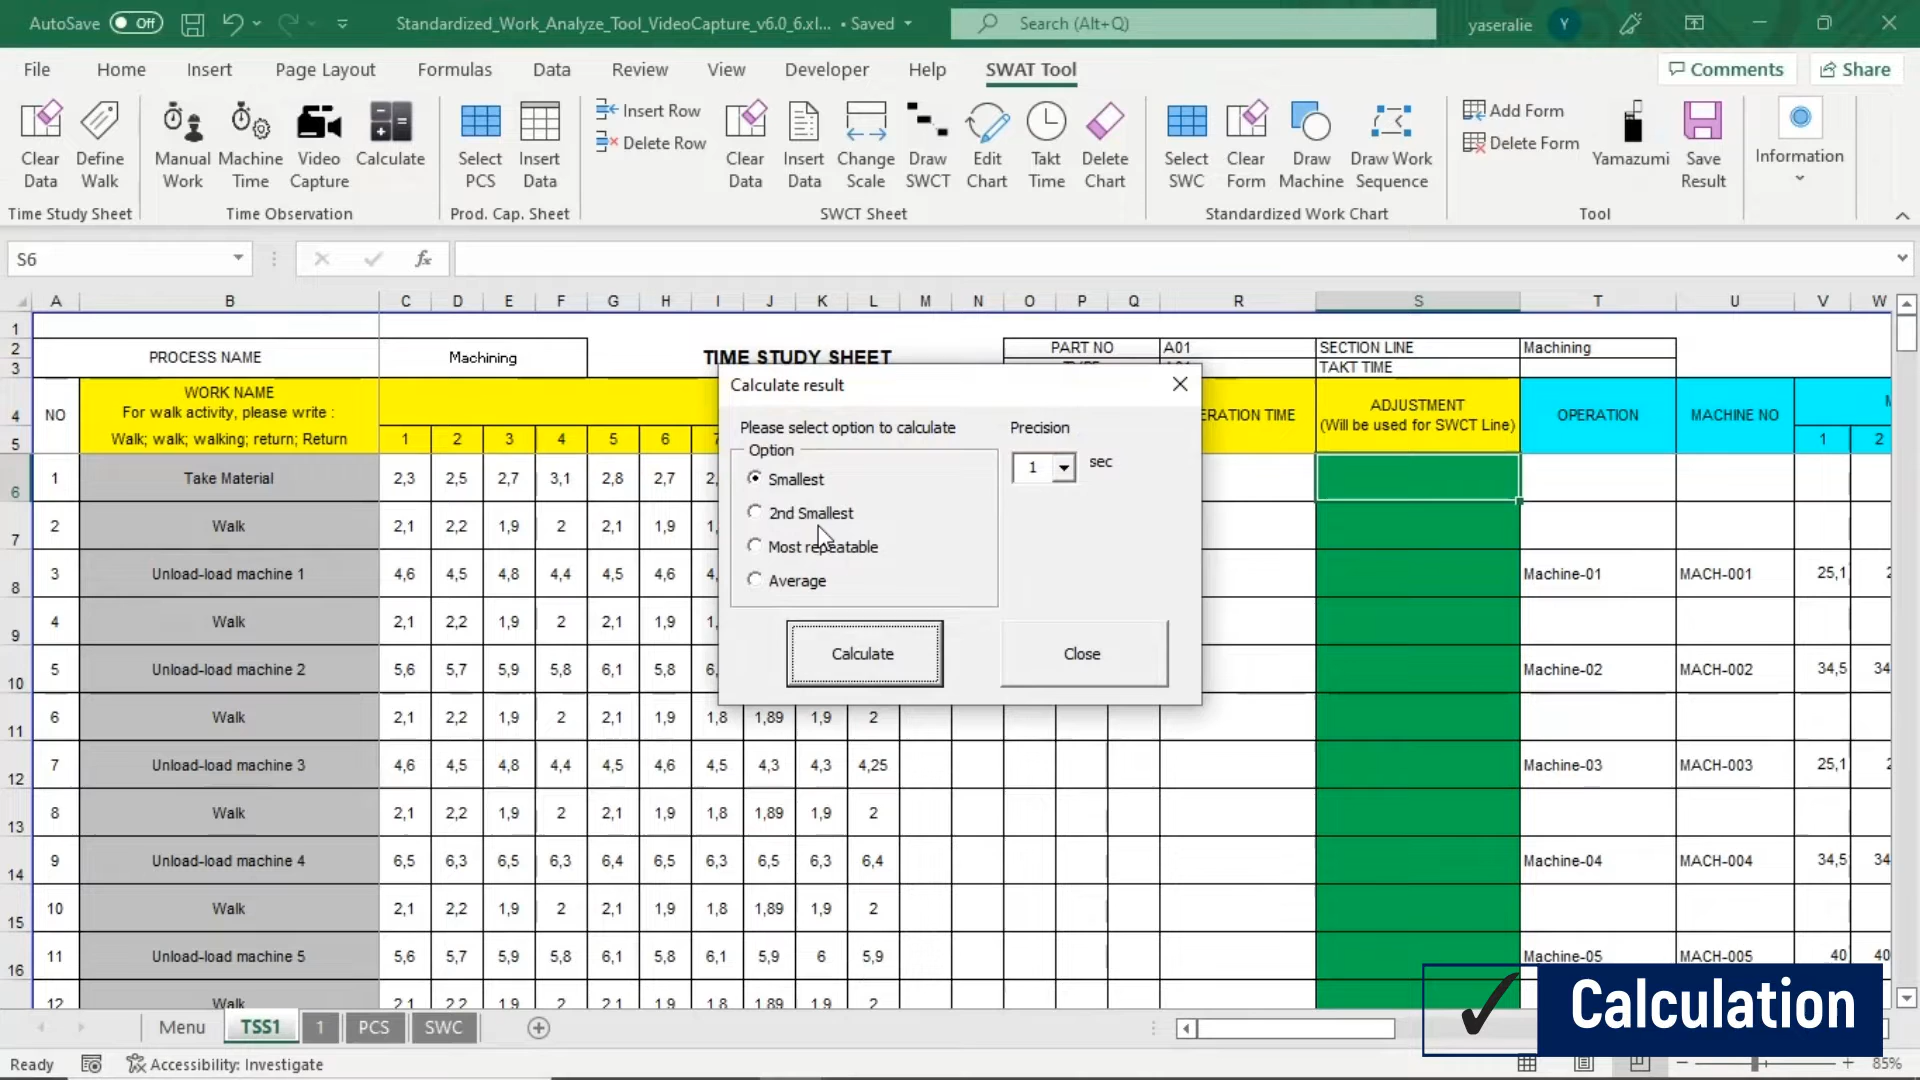 AutoSave Off Standardized_Work_Analyze_Tool_VideoCapture_v6.0_6.xl... • Saved Search (Alt+Q) yaseralie Y
File Home Insert Page Layout Formulas Data Review View Developer Help SWAT Tool Comments Share
Clear Data
Define Walk
Time Study Sheet
Manual Work
Machine Time
Video Capture
Calculate
Time Observation
Select PCS
Insert Data
Prod. Cap. Sheet
Insert Row
Delete Row
Clear Data
Insert Data
Change Scale
Draw SWCT
Edit Chart
Takt Time
Delete Chart
SWCT Sheet
Select SWC
Clear Form
Draw Machine
Draw Work Sequence
Standardized Work Chart
Add Form
Delete Form
Yamazumi
Save Result
Tool
Information
S6 fx
A B C D E F G H I J K L M N O P Q R S T U V W
1
2 PROCESS NAME Machining TIME STUDY SHEET PART NO A01 SECTION LINE Machining
3 TAKT TIME
4 NO WORK NAME ERATION TIME ADJUSTMENT OPERATION MACHINE NO
For walk activity, please write : (Will be used for SWCT Line)
5 Walk; walk; walking; return; Return 1 2 3 4 5 6 1 2
6 1 Take Material 2,3 2,5 2,7 3,1 2,8 2,7
7 2 Walk 2,1 2,2 1,9 2 2,1 1,9
8 3 Unload-load machine 1 4,6 4,5 4,8 4,4 4,5 4,6 Machine-01 MACH-001 25,1
9 4 Walk 2,1 2,2 1,9 2 2,1 1,9
10 5 Unload-load machine 2 5,6 5,7 5,9 5,8 6,1 5,8 Machine-02 MACH-002 34,5 34
11 6 Walk 2,1 2,2 1,9 2 2,1 1,9 1,8 1,89 1,9 2
12 7 Unload-load machine 3 4,6 4,5 4,8 4,4 4,5 4,6 4,5 4,3 4,3 4,25 Machine-03 MACH-003 25,1
13 8 Walk 2,1 2,2 1,9 2 2,1 1,9 1,8 1,89 1,9 2
14 9 Unload-load machine 4 6,5 6,3 6,5 6,3 6,4 6,5 6,3 6,5 6,3 6,4 Machine-04 MACH-004 34,5 34
15 10 Walk 2,1 2,2 1,9 2 2,1 1,9 1,8 1,89 1,9 2
16 11 Unload-load machine 5 5,6 5,7 5,9 5,8 6,1 5,8 6,1 5,9 6 5,9 Machine-05 MACH-005 40 40
12 Walk 2,1 2,2 1,9 2 2,1 1,9 1,8 1,89 1,9 2
Calculate result
Please select option to calculate Precision
Option
1 sec
Smallest
2nd Smallest
Most repeatable
Average
Calculate Close
Calculation
Menu TSS1 1 PCS SWC
Ready Accessibility: Investigate 85%